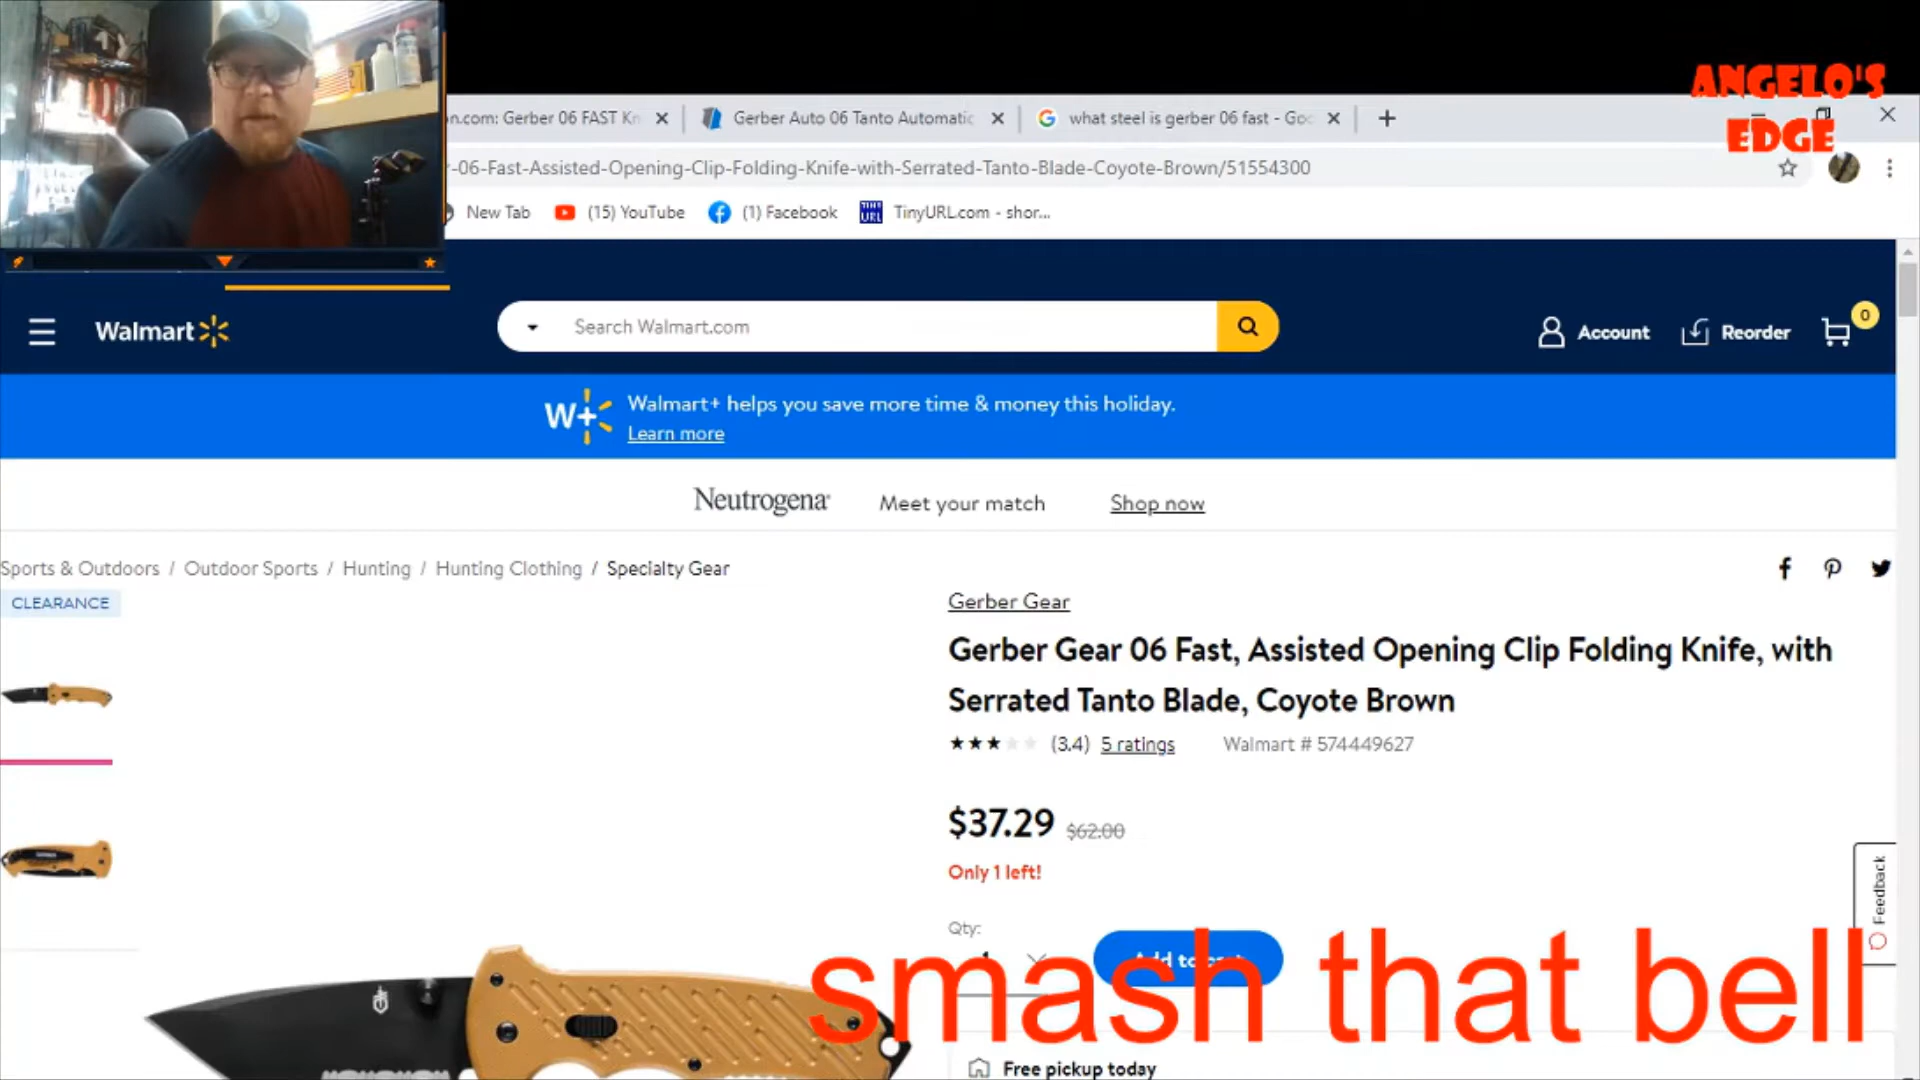 ANGELO'S
EDGE
n.com: Gerber 06 FAST Kn
Gerber Auto 06 Tanto Automatic
what steel is gerber 06 fast - Goo
r-06-Fast-Assisted-Opening-Clip-Folding-Knife-with-Serrated-Tanto-Blade-Coyote-Brown/51554300
New Tab
(15) YouTube
(1) Facebook
TINY
URL
TinyURL.com - shor...
Walmart
Search Walmart.com
Account
Reorder
0
W+
Walmart+ helps you save more time & money this holiday.
Learn more
Neutrogena®
Meet your match
Shop now
Sports & Outdoors / Outdoor Sports / Hunting / Hunting Clothing / Specialty Gear
CLEARANCE
Gerber Gear
Gerber Gear 06 Fast, Assisted Opening Clip Folding Knife, with
Serrated Tanto Blade, Coyote Brown
(3.4) 5 ratings
Walmart # 574449627
$37.29 $62.00
Only 1 left!
Feedback
Qty:
1
Add to cart
smash that bell
Free pickup today